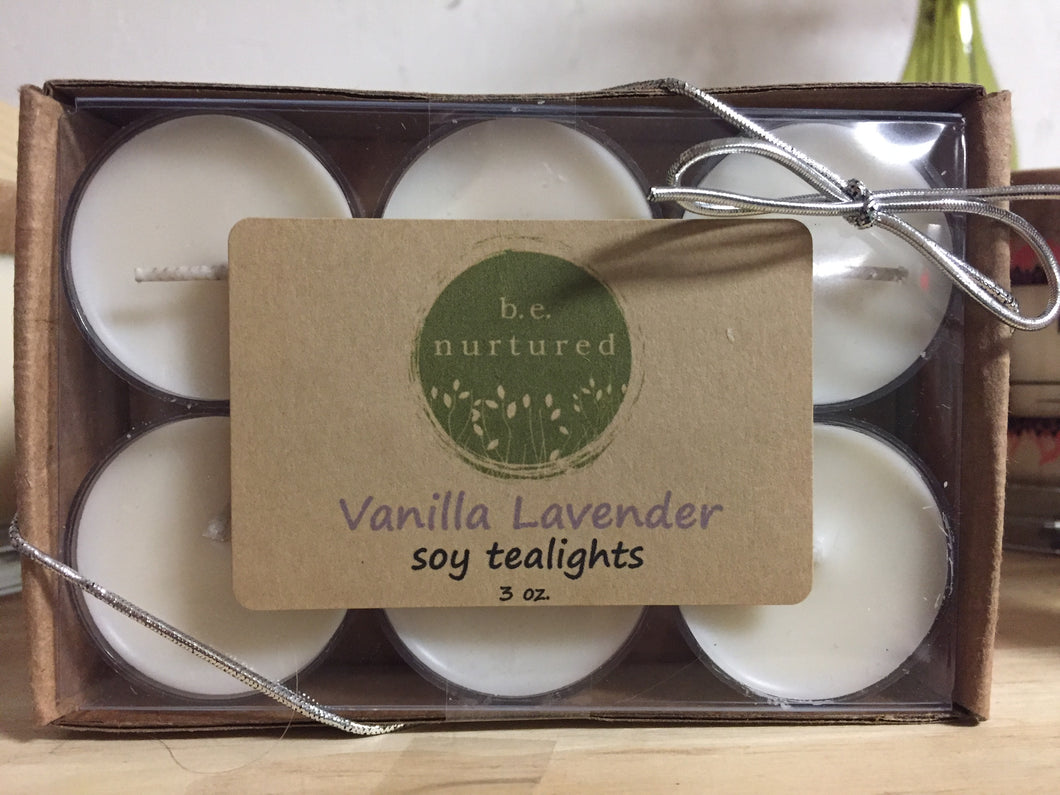 b.e.
nurtured
Vanilla Lavender
soy tealights
3 oz.